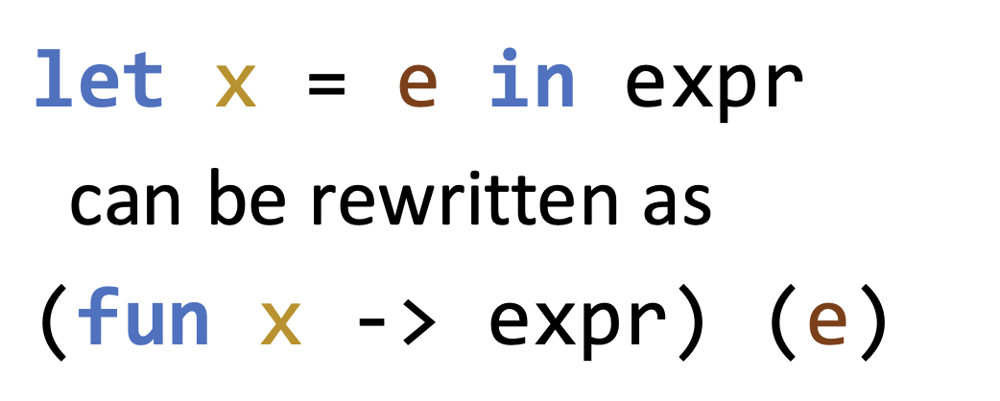 let x = e in expr
can be rewritten as
(fun x -> expr) (e)